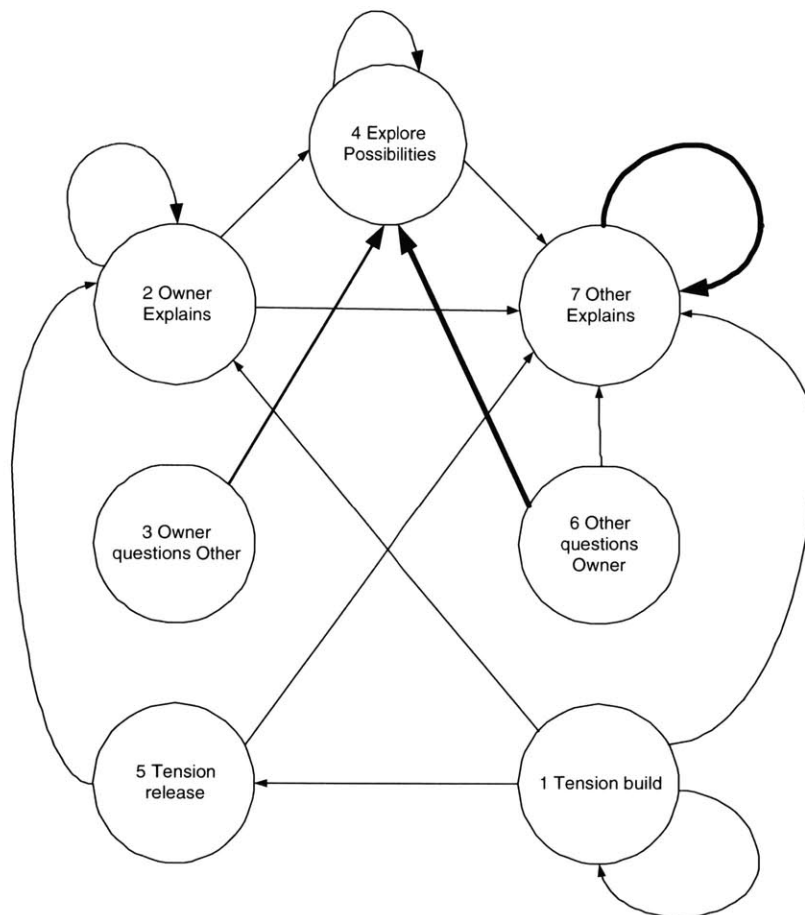 4 Explore
Possibilities
2 Owner
Explains
7 Other
Explains
3 Owner
questions Other
6 Other
questions
Owner
5 Tension
release
1 Tension build